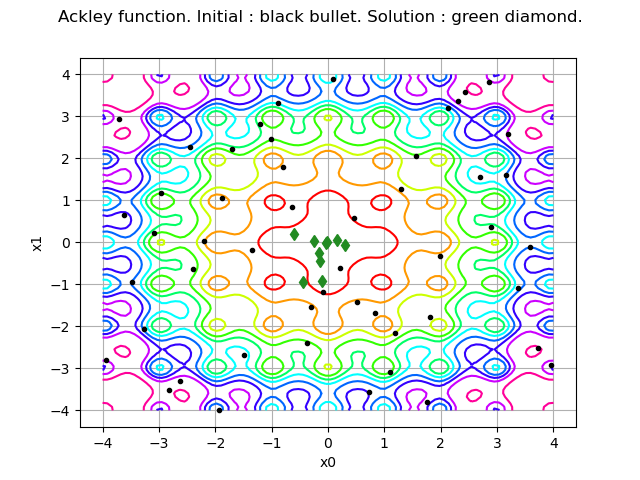 Ackley function. Initial : black bullet. Solution : green diamond.
4
3
2
1
0
−1
−2
−3
−4
x1
−4 −3 −2 −1 0 1 2 3 4
x0